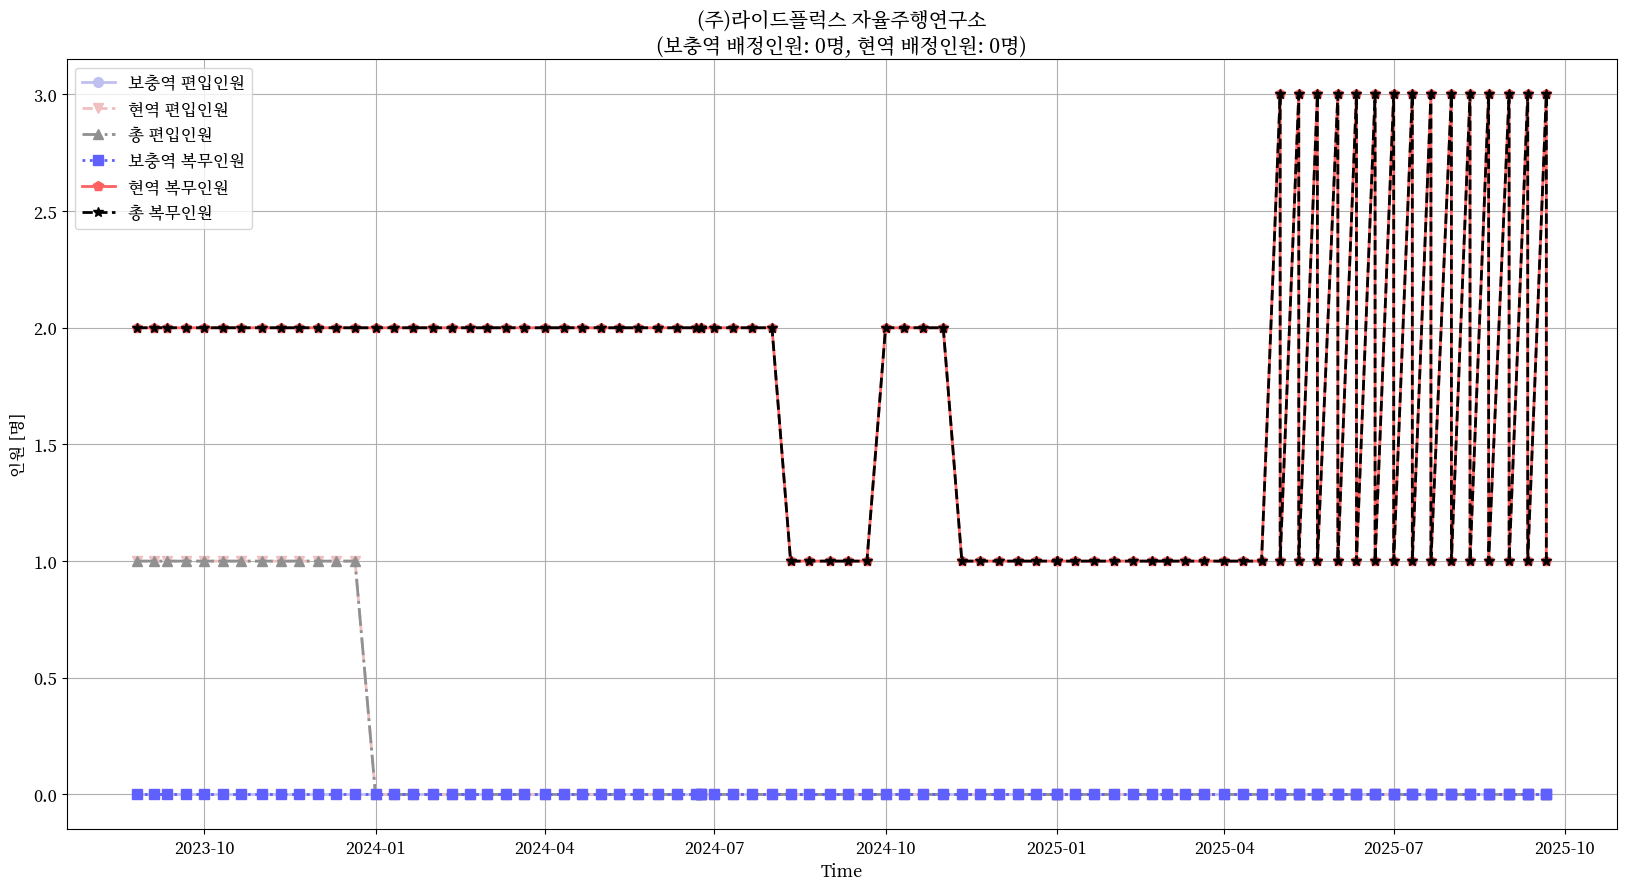 (주)라이드플럭스 자율주행연구소
(보충역 배정인원: 0명, 현역 배정인원: 0명)
보충역 편입인원
현역 편입인원
총 편입인원
보충역 복무인원
현역 복무인원
총 복무인원
3.0
2.5
2.0
1.5
1.0
0.5
0.0
인원 [명]
2023-10
2024-01
2024-04
2024-07
2024-10
2025-01
2025-04
2025-07
2025-10
Time